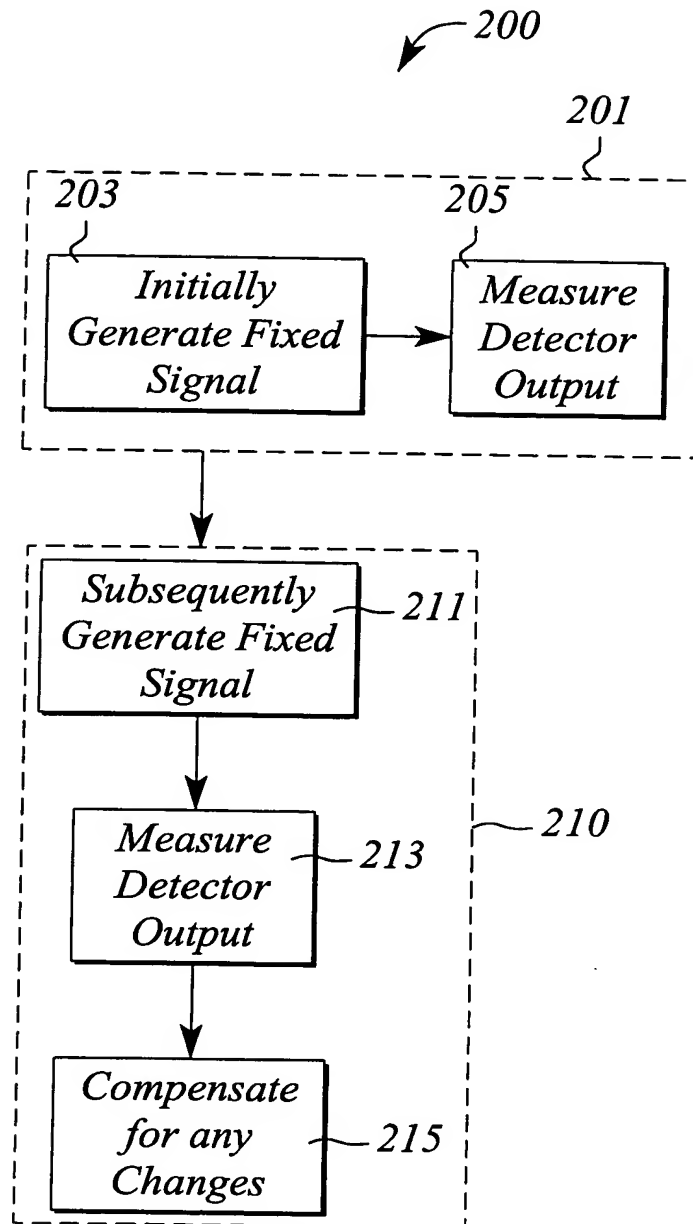 200
201
203
205
Initially
Generate Fixed
Signal
Measure
Detector
Output
Subsequently
Generate Fixed
Signal
211
Measure
Detector
Output
213
210
Compensate
for any
Changes
215